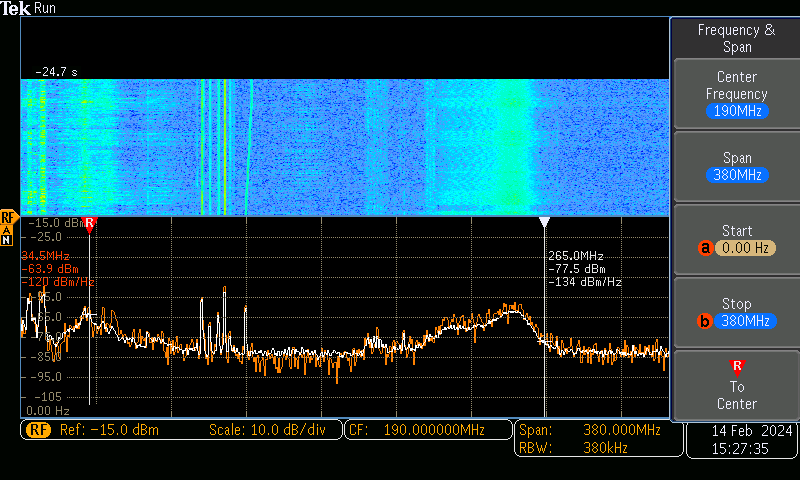 Tek Run
Frequency &
Span
Center
Frequency
190MHz
Span
380MHz
Start
a 0.00 Hz
Stop
b 380MHz
R
To
Center
-24.7 s
RF
A
N
-15.0 dBm
R
-25.0
34.5MHz
-63.9 dBm
-120 dBm/Hz
265.0MHz
-77.5 dBm
-134 dBm/Hz
-85.0
-95.0
-105
0.00 Hz
RF Ref: -15.0 dBm Scale: 10.0 dB/div
CF: 190.000000MHz
Span: 380.000MHz
RBW: 380kHz
14 Feb 2024
15:27:35